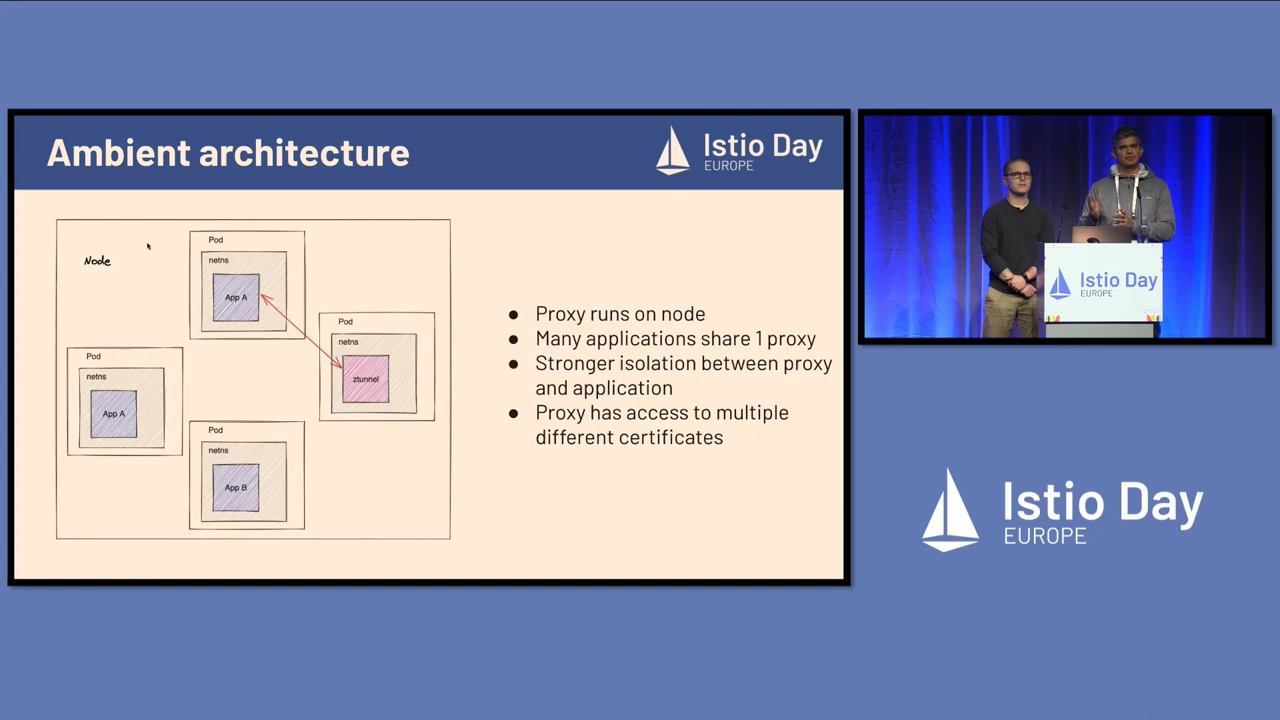 Ambient architecture
Istio Day
EUROPE
Node
Pod
netns
App A
Pod
netns
ztunnel
Pod
netns
App A
Pod
netns
App B
● Proxy runs on node
● Many applications share 1 proxy
● Stronger isolation between proxy
and application
● Proxy has access to multiple
different certificates
Istio Day
EUROPE
Istio Day
EUROPE